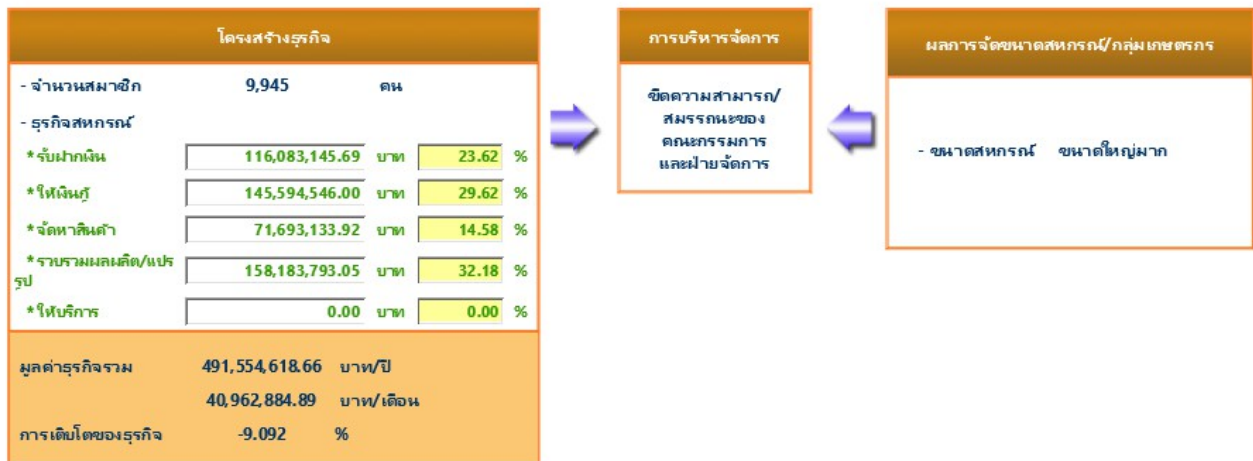 โครงสร้างธุรกิจ
- จำนวนสมาชิก 9,945 คน
- ธุรกิจสหกรณ์
*รับฝากเงิน 116,083,145.69 บาท 23.62 %
*ให้เงินกู้ 145,594,546.00 บาท 29.62 %
*จัดหาสินค้า 71,693,133.92 บาท 14.58 %
*รวบรวมผลผลิต/แปร
รูป 158,183,793.05 บาท 32.18 %
*ให้บริการ 0.00 บาท 0.00 %
มูลค่าธุรกิจรวม 491,554,618.66 บาท/ปี
40,962,884.89 บาท/เดือน
การเติบโตของธุรกิจ -9.092 %
การบริหารจัดการ
ขีดความสามารถ/
สมรรถนะของ
คณะกรรมการ
และฝ่ายจัดการ
ผลการจัดขนาดสหกรณ์/กลุ่มเกษตรกร
- ขนาดสหกรณ์ ขนาดใหญ่มาก